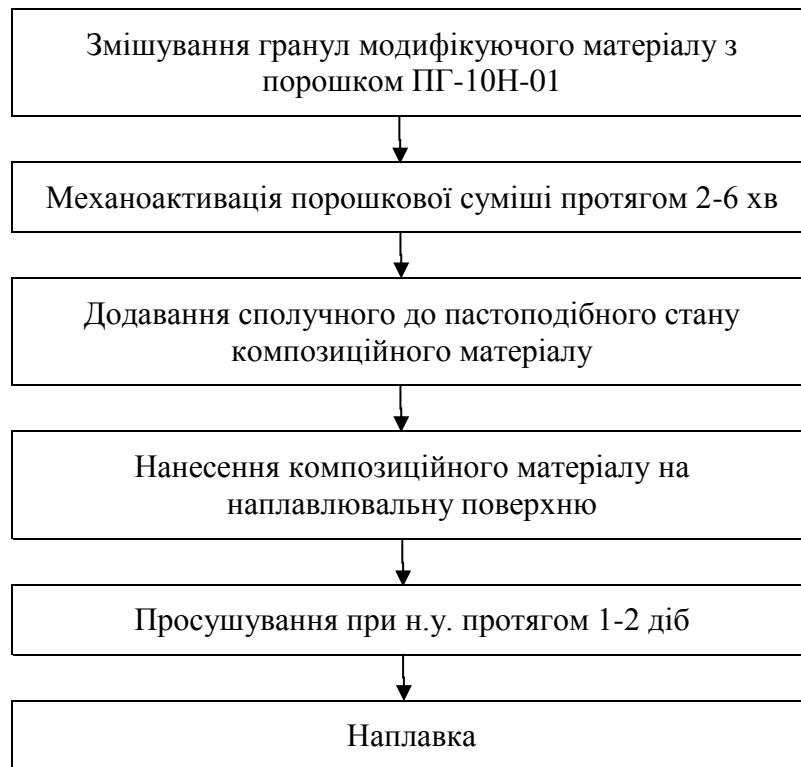 Змішування гранул модифікуючого матеріалу з
порошком ПГ-10Н-01
Механоактивація порошкової суміші протягом 2-6 хв
Додавання сполучного до пастоподібного стану
композиційного матеріалу
Нанесення композиційного матеріалу на
наплавлювальну поверхню
Просушування при н.у. протягом 1-2 діб
Наплавка